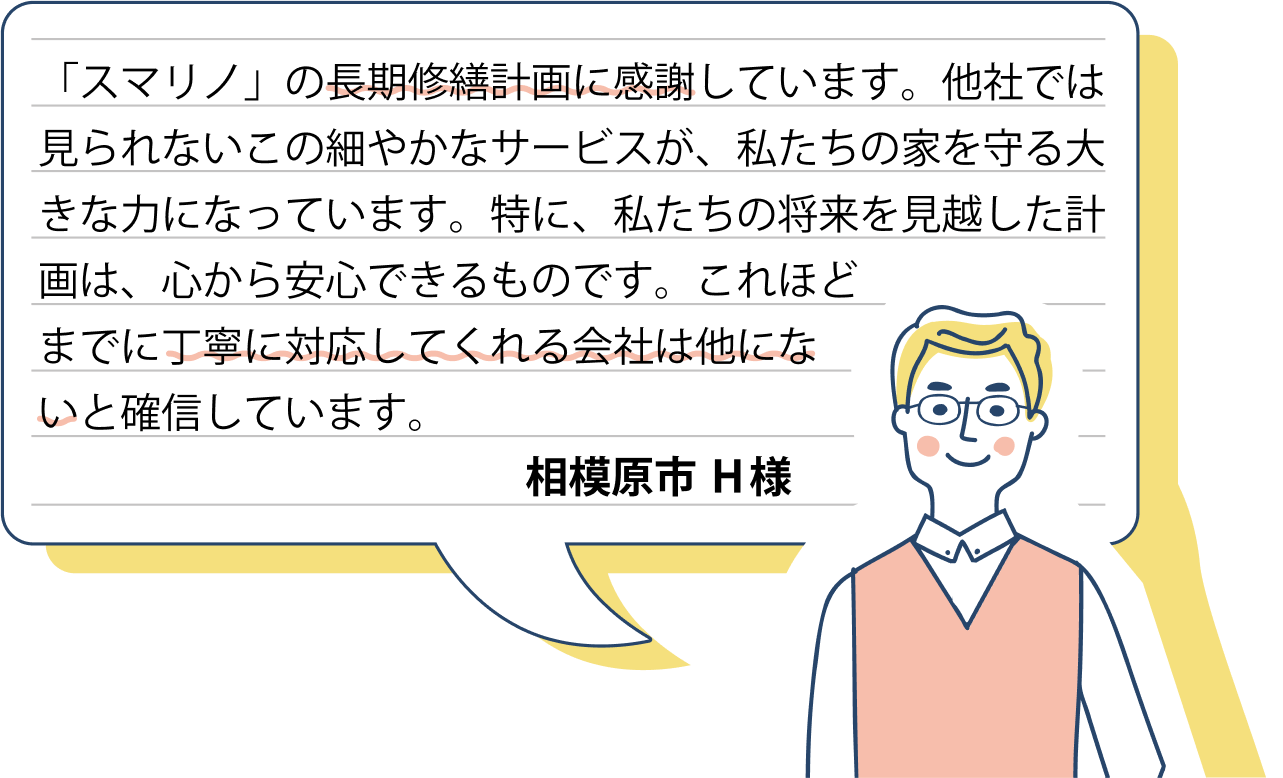 「スマリノ」の長期修繕計画に感謝しています。他社では
見られないこの細やかなサービスが、私たちの家を守る大
きな力になっています。特に、私たちの将来を見越した計
画は、心から安心できるものです。これほど
までに丁寧に対応してくれる会社は他にな
いと確信しています。
相模原市 H様